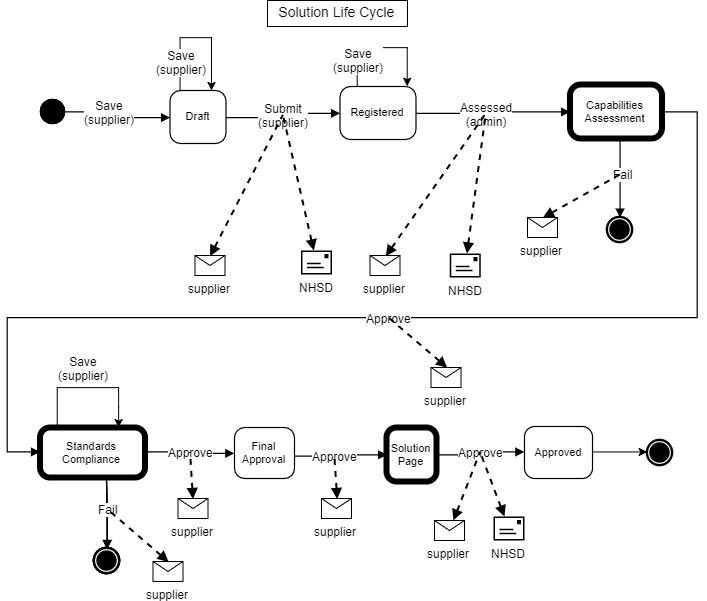 Solution Life Cycle
Save
(supplier)
Save
(supplier)
Save
(supplier)
Draft
Submit
(supplier)
Registered
Assessed
(admin)
Capabilities
Assessment
Fail
supplier
NHSD
supplier
NHSD
supplier
Approve
supplier
Save
(supplier)
Standards
Compliance
Approve
Final
Approval
Approve
Solution
Page
Approve
Approved
Fail
supplier
supplier
supplier
NHSD
supplier